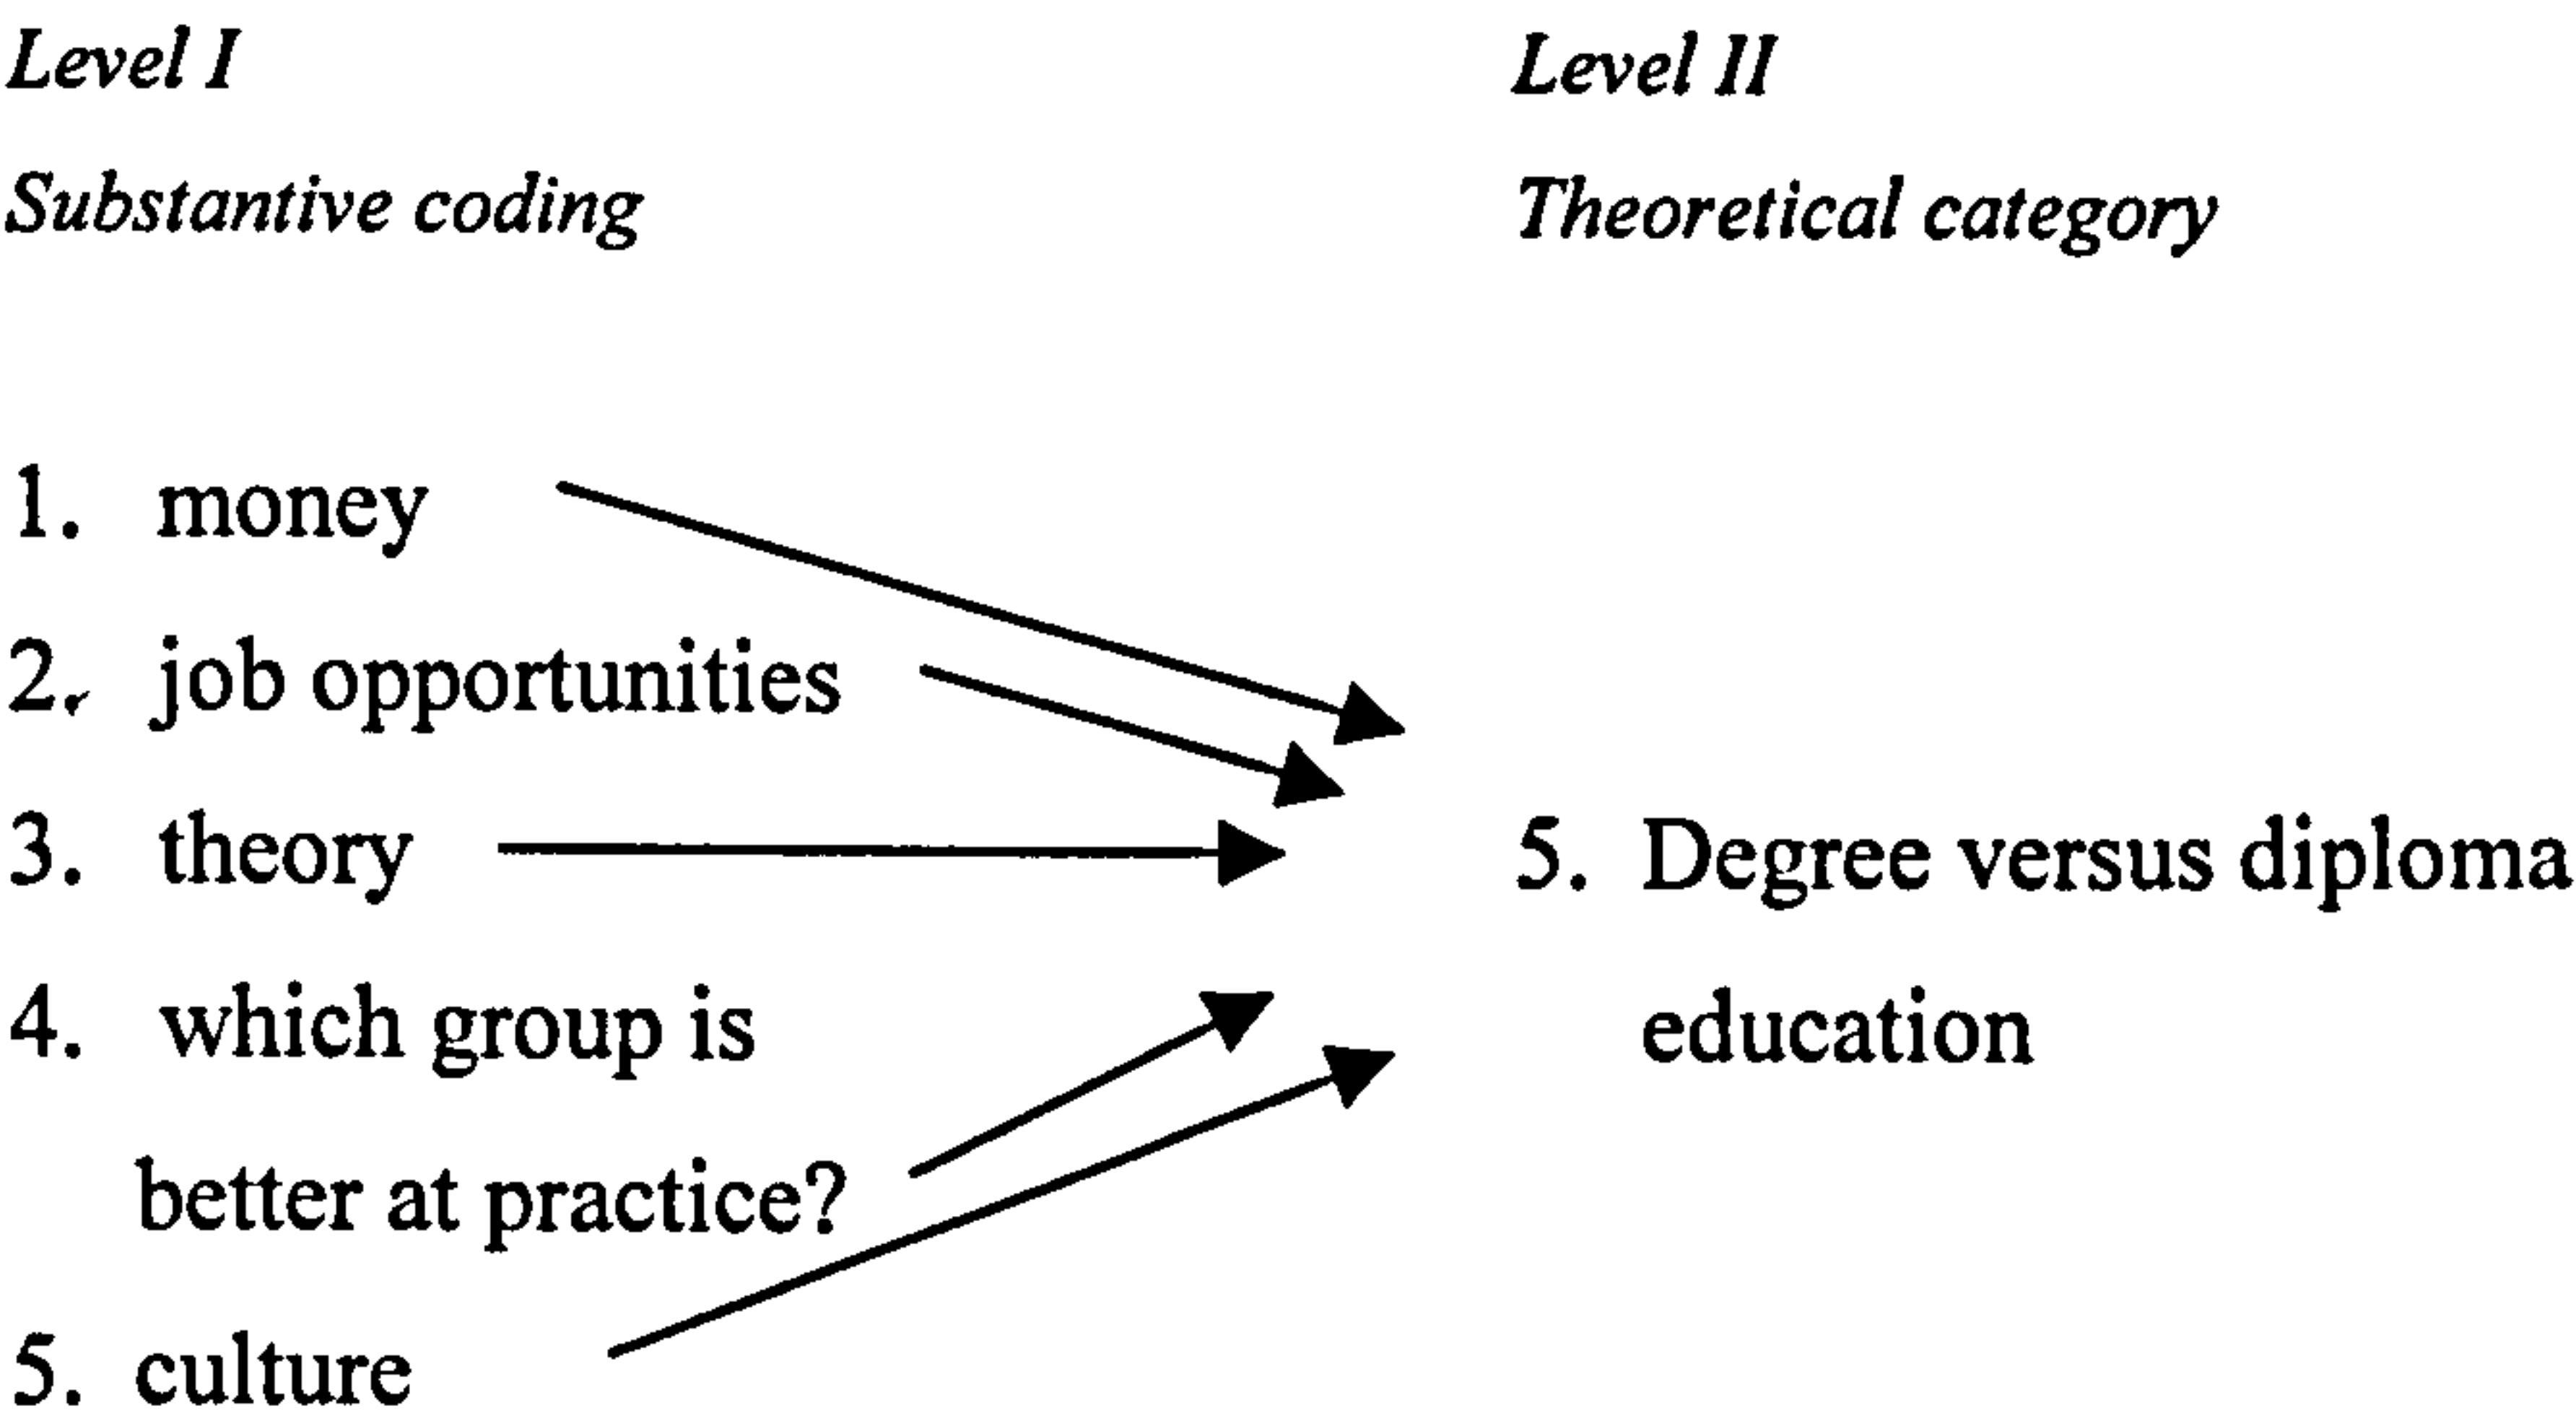 Level I
Substantive coding
1. money
2. job opportunities
3. theory
4. which group is
better at practice?
5. culture
Level II
Theoretical category
5. Degree versus diploma
education